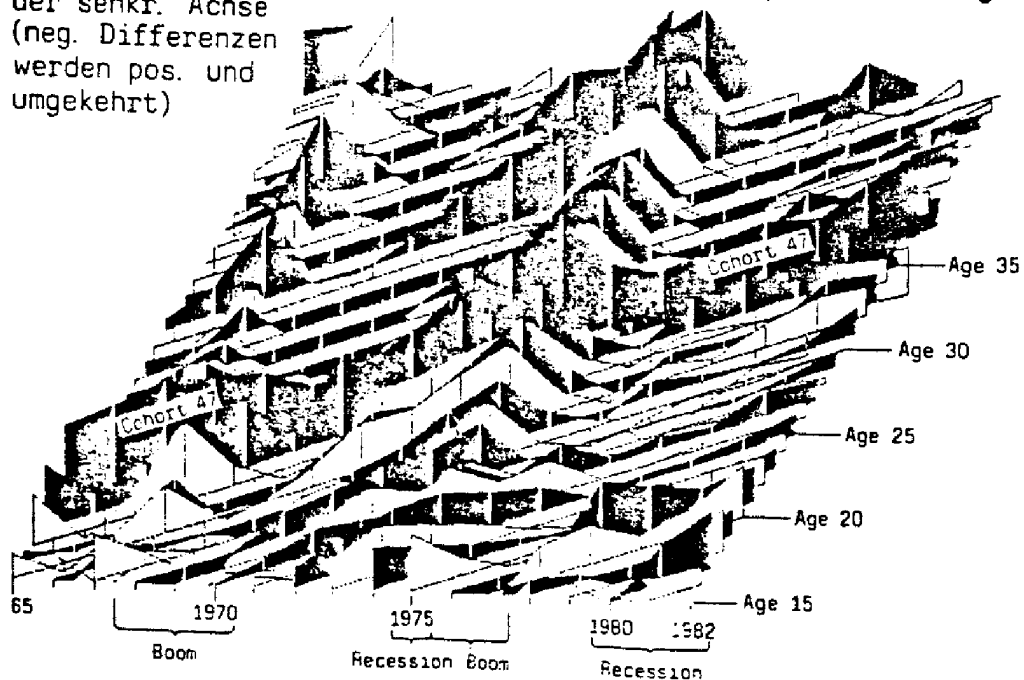 der senkr. Achse
(neg. Differenzen
werden pos. und
umgekehrt)
Cohort 47
Age 35
Age 30
Cohort 47
Age 25
Age 20
Age 15
65
1970
1975
1980
1982
Boom
Recession Boom
Recession